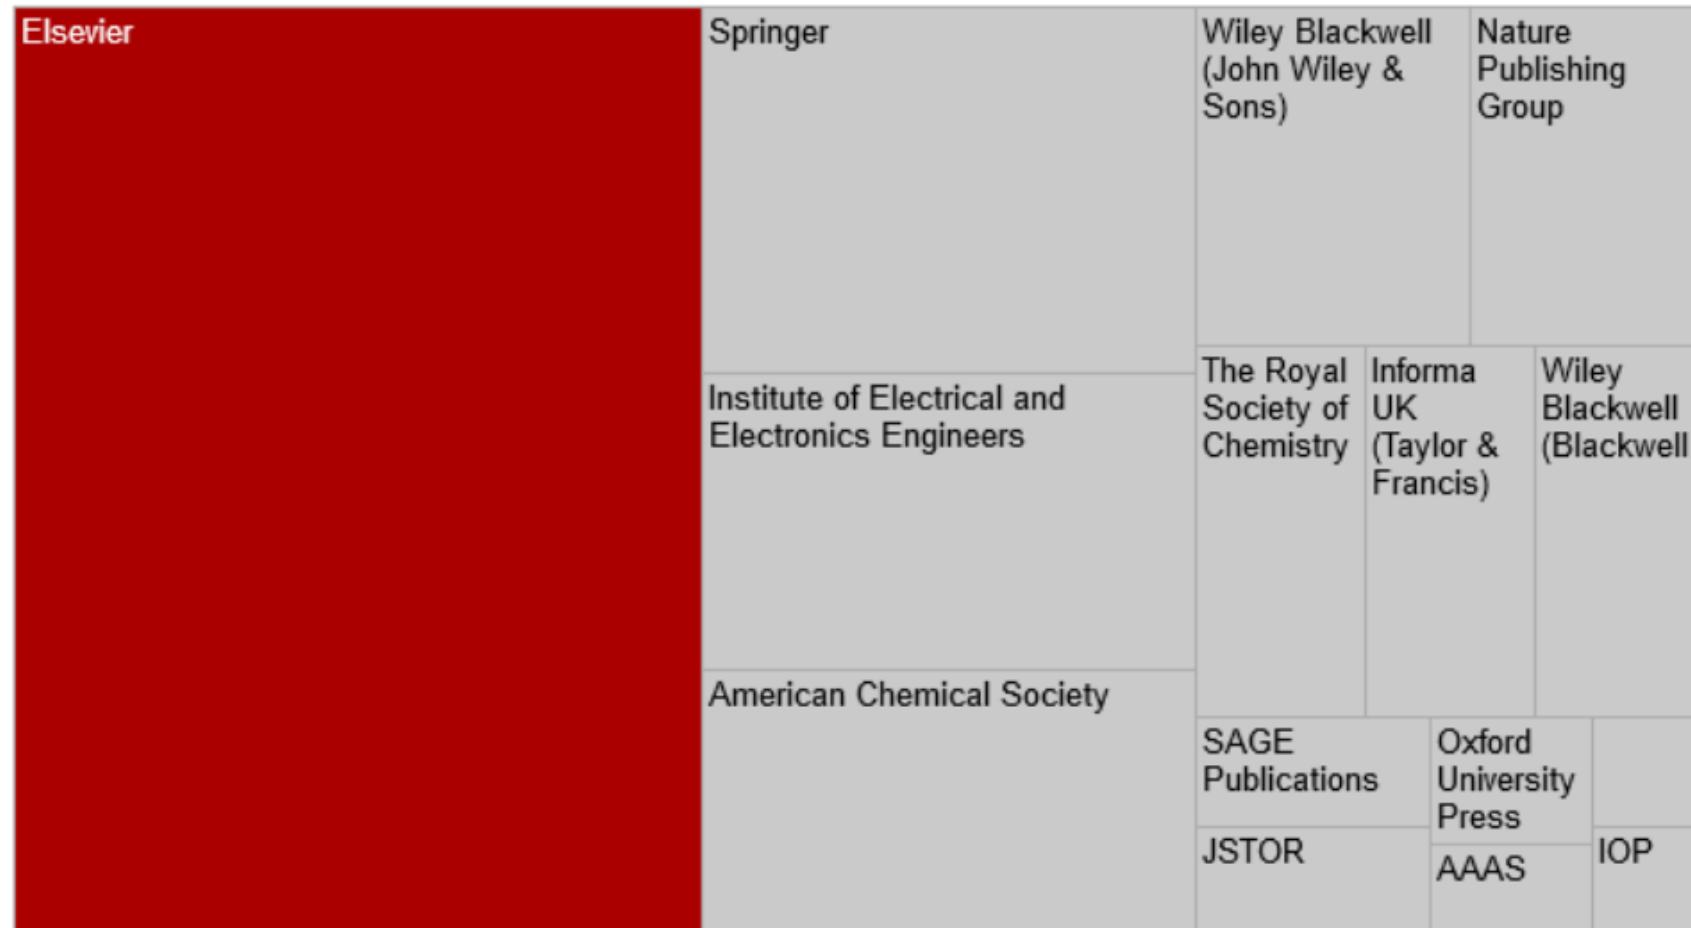 Elsevier
Springer
Wiley Blackwell
(John Wiley &
Sons)
Nature
Publishing
Group
Institute of Electrical and
Electronics Engineers
The Royal
Society of
Chemistry
Informa
UK
(Taylor &
Francis)
Wiley
Blackwell
(Blackwell
American Chemical Society
SAGE
Publications
Oxford
University
Press
JSTOR
AAAS
IOP